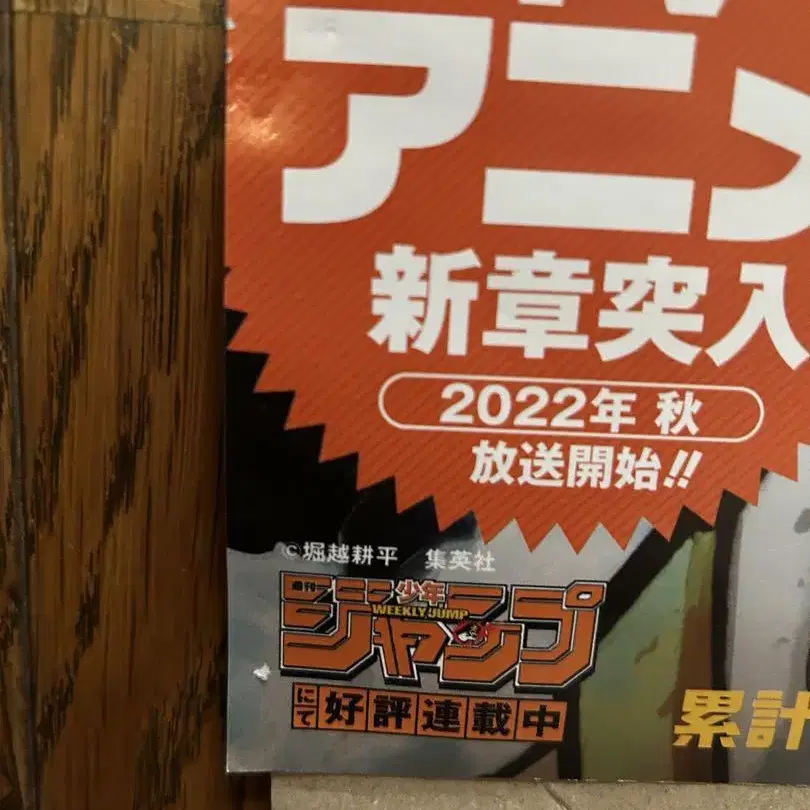 アニメ
新章突入
2022年 秋
放送開始!!
©堀越耕平 集英社
週刊
少年
WEEKLY JUMP
ジャンプ
にて好評連載中
累計